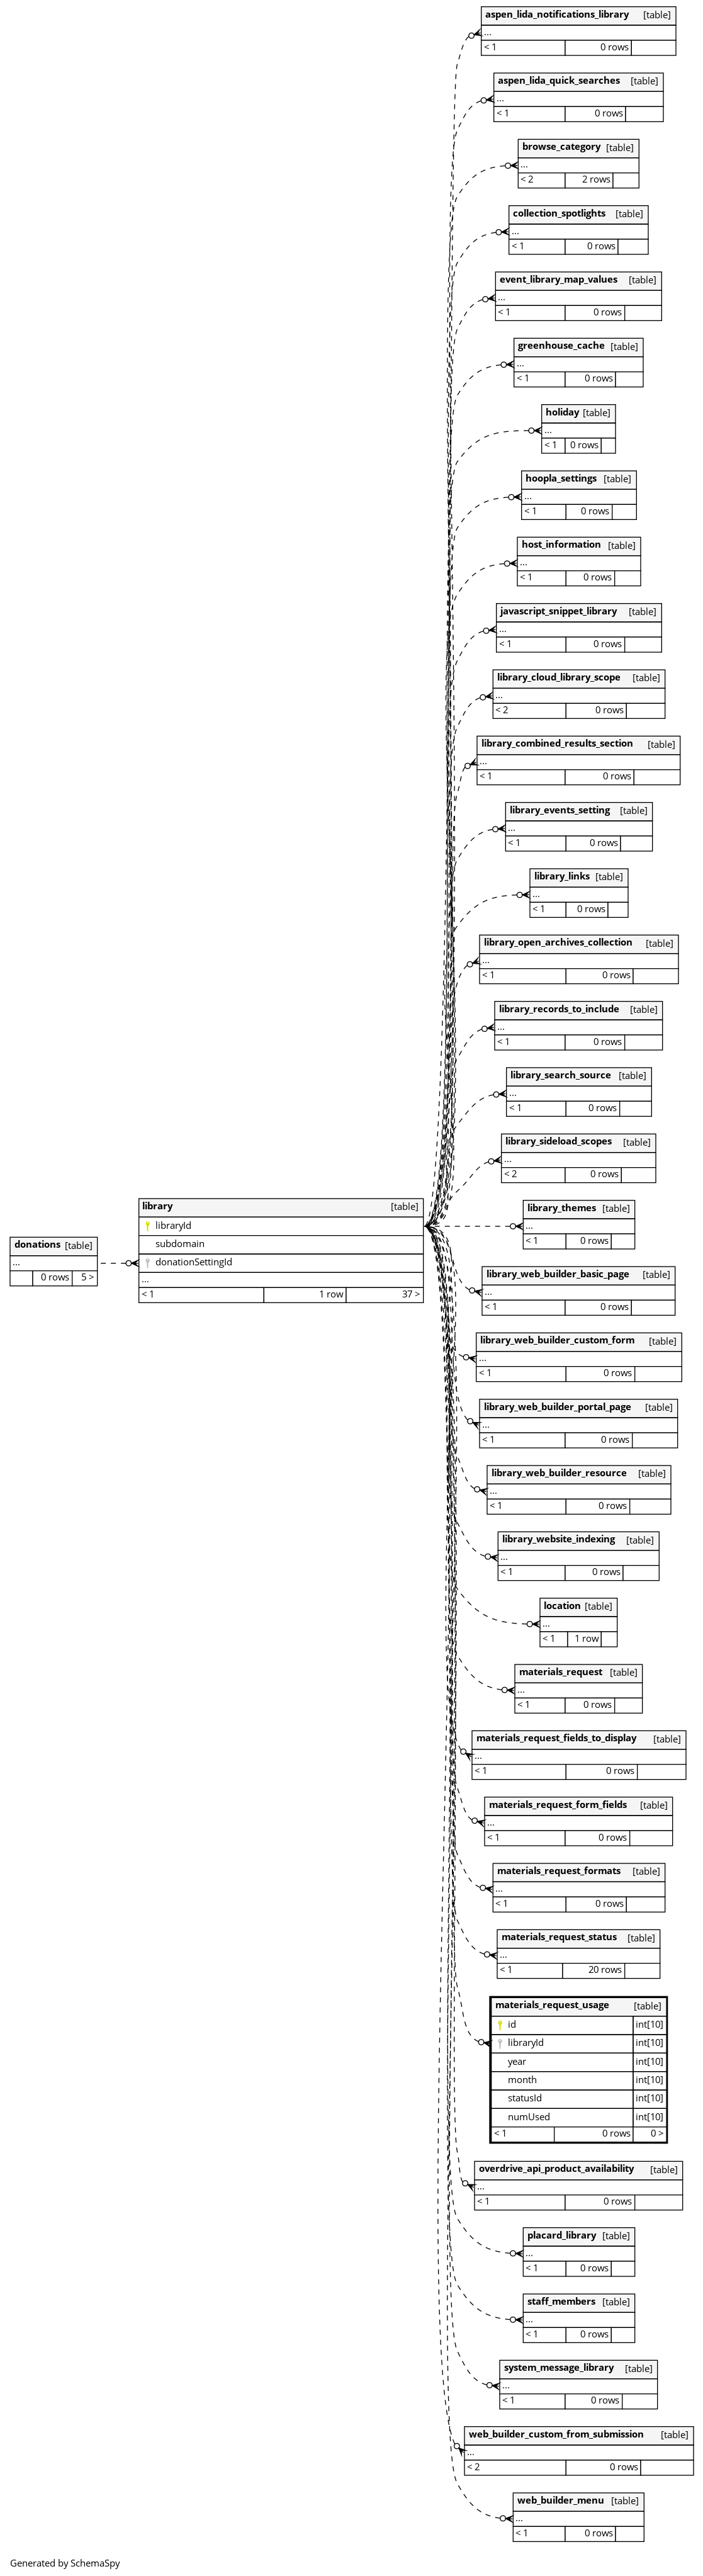 aspen_lida_notifications_library [table]
...
< 1 0 rows
aspen_lida_quick_searches [table]
...
< 1 0 rows
browse_category [table]
...
< 2 2 rows
collection_spotlights [table]
...
< 1 0 rows
event_library_map_values [table]
...
< 1 0 rows
greenhouse_cache [table]
...
< 1 0 rows
holiday [table]
...
< 1 0 rows
hoopla_settings [table]
...
< 1 0 rows
host_information [table]
...
< 1 0 rows
javascript_snippet_library [table]
...
< 1 0 rows
library_cloud_library_scope [table]
...
< 2 0 rows
library_combined_results_section [table]
...
< 1 0 rows
library_events_setting [table]
...
< 1 0 rows
library_links [table]
...
< 1 0 rows
library_open_archives_collection [table]
...
< 1 0 rows
library_records_to_include [table]
...
< 1 0 rows
library_search_source [table]
...
< 1 0 rows
library_sideload_scopes [table]
...
< 2 0 rows
donations [table]
...
0 rows 5 >
library [table]
libraryId
subdomain
donationSettingId
...
< 1 1 row 37 >
library_themes [table]
...
< 1 0 rows
library_web_builder_basic_page [table]
...
< 1 0 rows
library_web_builder_custom_form [table]
...
< 1 0 rows
library_web_builder_portal_page [table]
...
< 1 0 rows
library_web_builder_resource [table]
...
< 1 0 rows
library_website_indexing [table]
...
< 1 0 rows
location [table]
...
< 1 1 row
materials_request [table]
...
< 1 0 rows
materials_request_fields_to_display [table]
...
< 1 0 rows
materials_request_form_fields [table]
...
< 1 0 rows
materials_request_formats [table]
...
< 1 0 rows
materials_request_status [table]
...
< 1 20 rows
materials_request_usage [table]
id int[10]
libraryId int[10]
year int[10]
month int[10]
statusId int[10]
numUsed int[10]
< 1 0 rows 0 >
overdrive_api_product_availability [table]
...
< 1 0 rows
placard_library [table]
...
< 1 0 rows
staff_members [table]
...
< 1 0 rows
system_message_library [table]
...
< 1 0 rows
web_builder_custom_from_submission [table]
...
< 2 0 rows
web_builder_menu [table]
...
< 1 0 rows
Generated by SchemaSpy